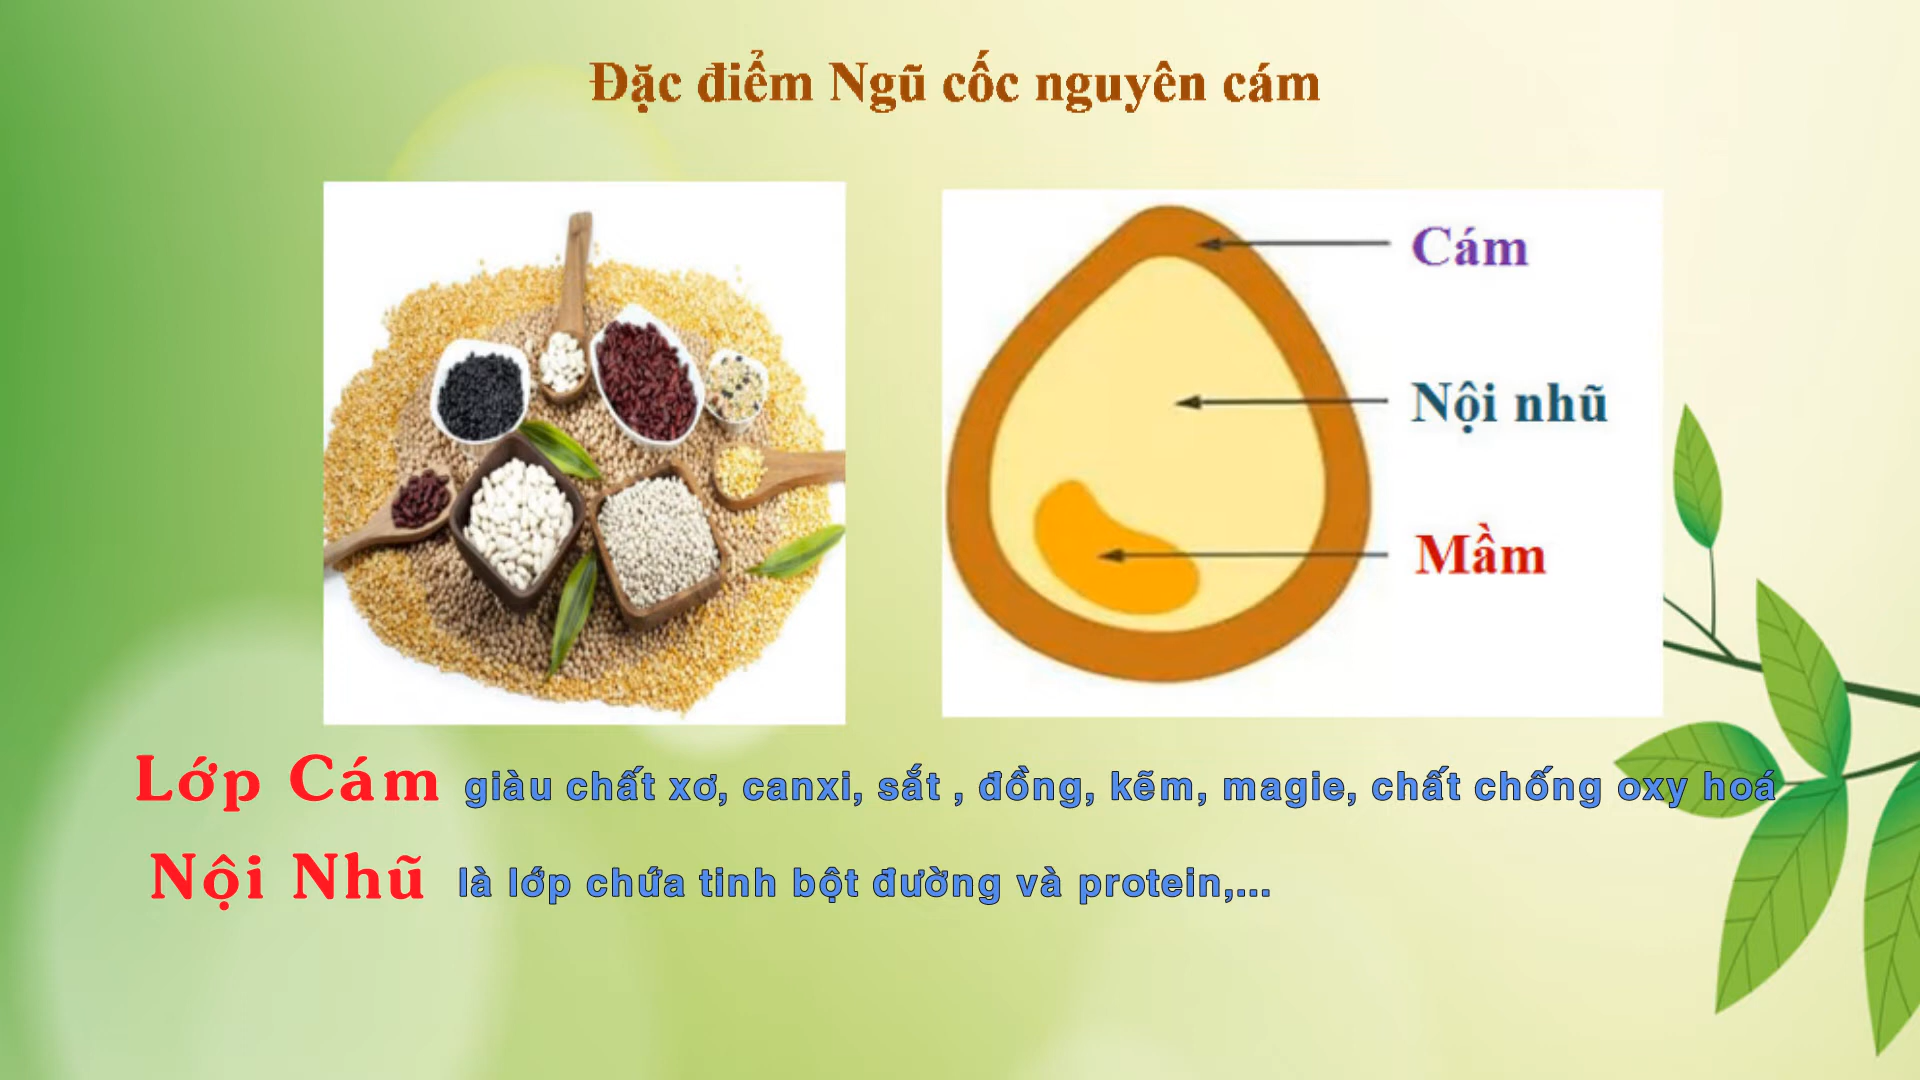 Đặc điểm Ngũ cốc nguyên cám
Cám
Nội nhũ
Mầm
Lớp Cám giàu chất xơ, canxi, sắt , đồng, kẽm, magie, chất chống oxy hoá
Nội Nhũ là lớp chứa tinh bột đường và protein,...